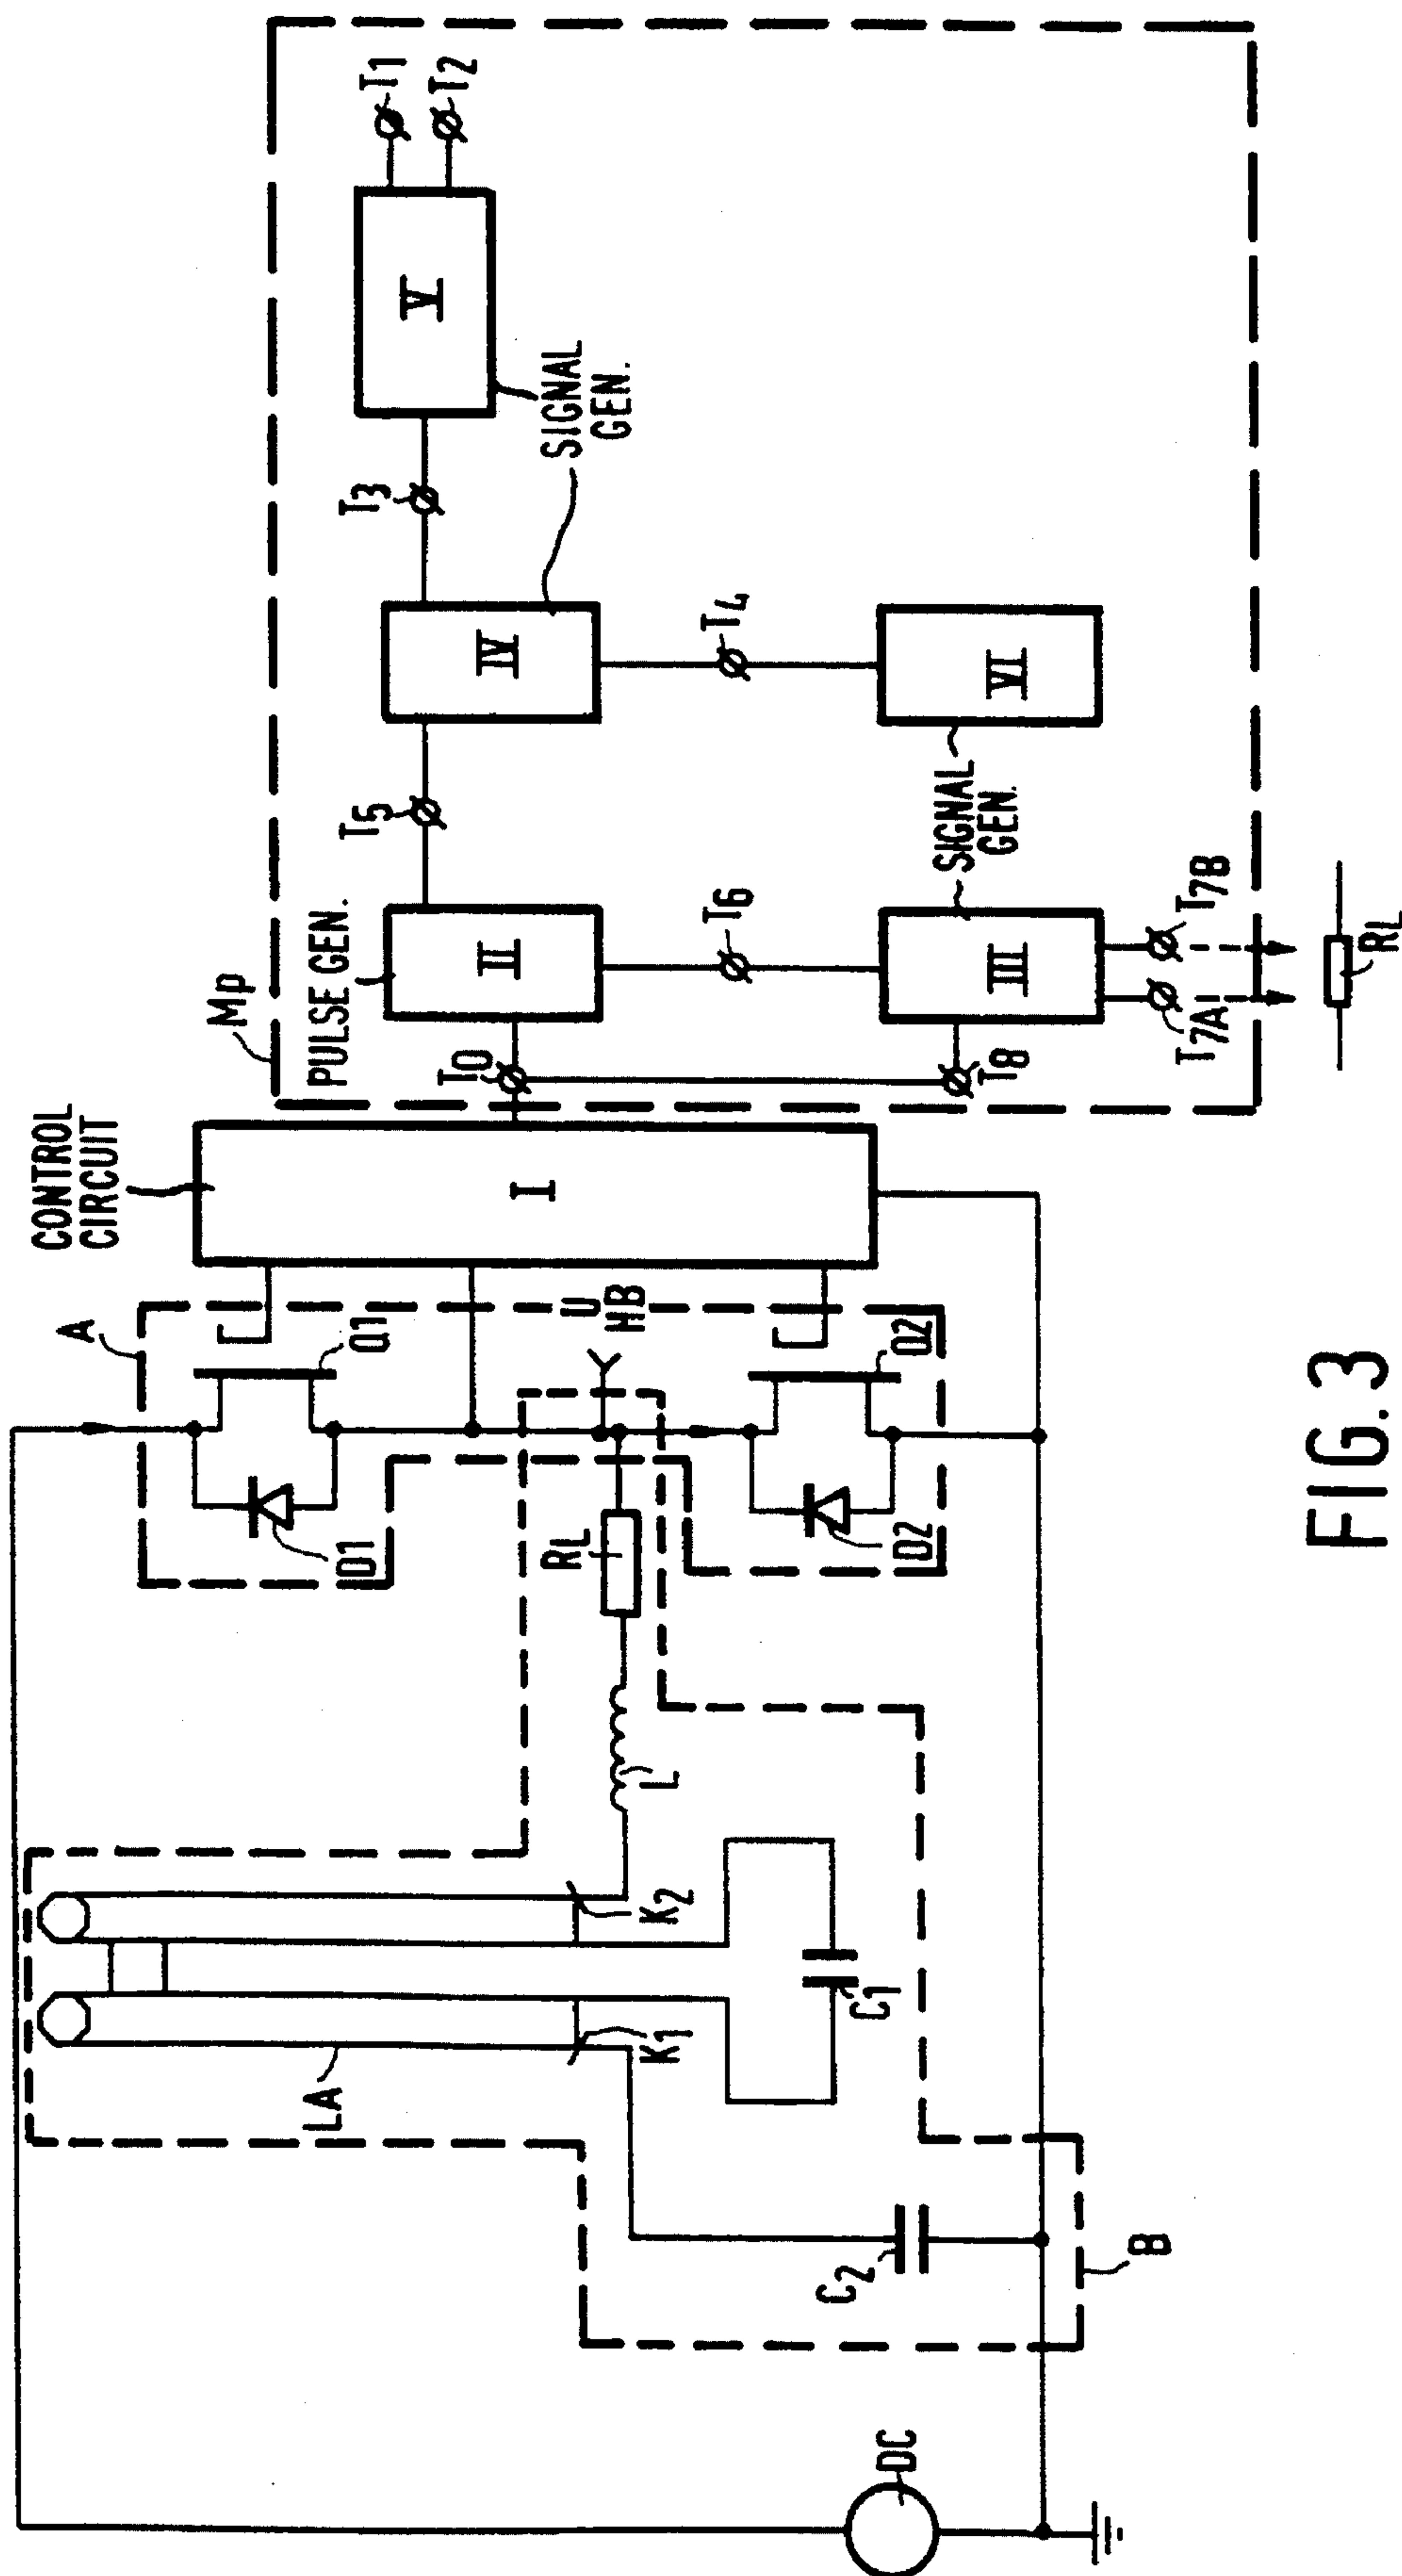 CONTROL
CIRCUIT
Mp
PULSE GEN.
T5
T3
T1
T2
V
SIGNAL
GEN.
II
IV
T0
T6
T4
I
III
VI
SIGNAL
GEN.
T8
T7A
T7B
RL
A
Q1
D1
U
HB
Q2
D2
RL
L
K2
K1
LA
C1
C2
B
DC
FIG. 3